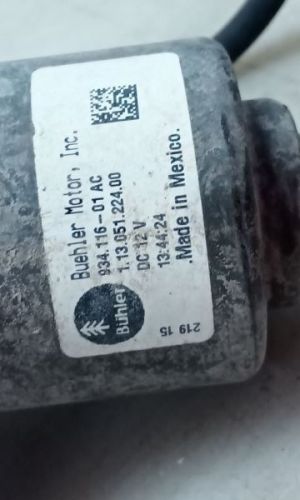 Buehler Motor, Inc.
934.116-01 AC
1.13.051.224.00
DC 12 V
13:44:24
.Made in Mexico.
Bühler
219 15